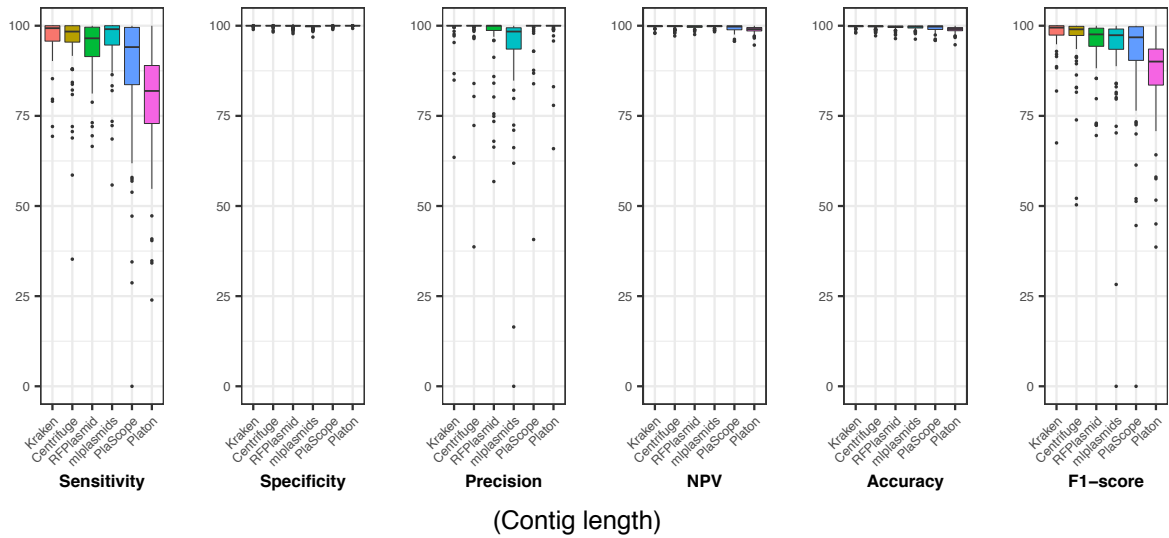 100
75
50
25
0
Kraken
Centrifuge
RFPlasmid
mlplasmids
PlaScope
Platon
Sensitivity
100
75
50
25
0
Kraken
Centrifuge
RFPlasmid
mlplasmids
PlaScope
Platon
Specificity
100
75
50
25
0
Kraken
Centrifuge
RFPlasmid
mlplasmids
PlaScope
Platon
Precision
100
75
50
25
0
Kraken
Centrifuge
RFPlasmid
mlplasmids
PlaScope
Platon
NPV
100
75
50
25
0
Kraken
Centrifuge
RFPlasmid
mlplasmids
PlaScope
Platon
Accuracy
100
75
50
25
0
Kraken
Centrifuge
RFPlasmid
mlplasmids
PlaScope
Platon
F1−score
(Contig length)